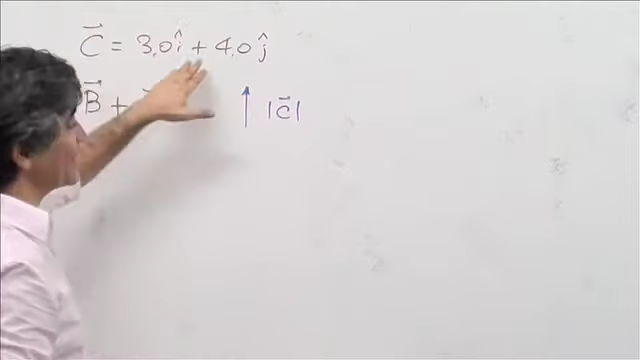 C⃗ = 3.0î + 4.0ĵ
B⃗ + ↑ |c⃗|